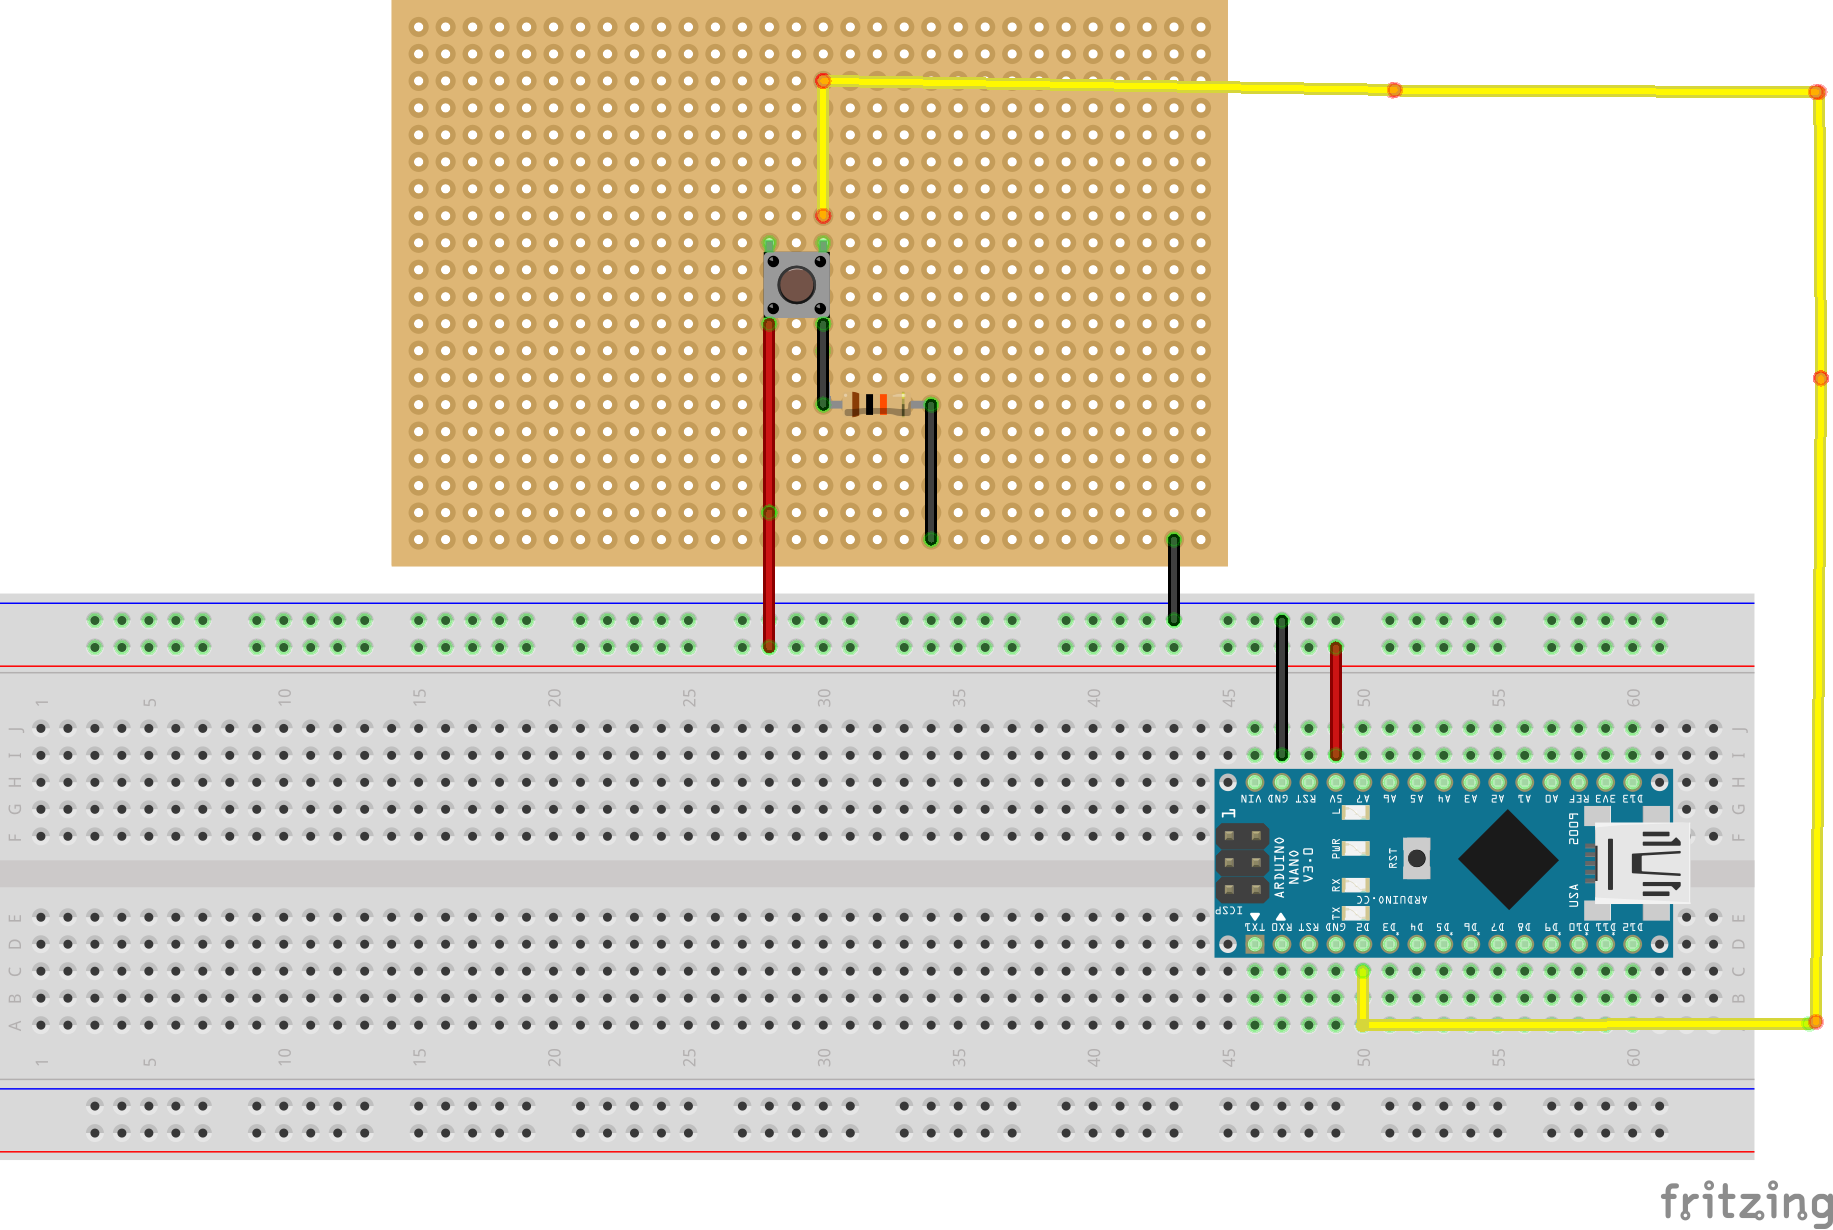 1 5 10 15 20 25 30 35 40 45 50 55 60
J J
I I
H H
G G
F F
VIN GND RST 5V A7 A6 A5 A4 A3 A2 A1 A0 REF 3V3 D13
1
L
PWR
RX
TX
RST
ARDUINO
NANO
V3.0
ICSP
ARDUINO.CC
2009
USA
TX1 RX0 RST GND D2 D3 D4 D5 D6 D7 D8 D9 D10 D11 D12
E E
D D
C C
B B
A
1 5 10 15 20 25 30 35 40 45 50 55 60
fritzing